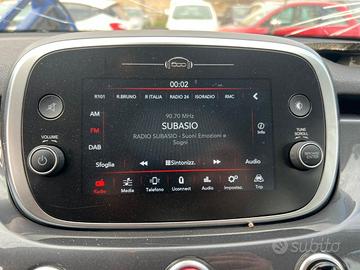 00:02
R101 R.BRUNO R ITALIA RADIO 24 ISORADIO RMC
90.70 MHz
AM
FM
DAB
SUBASIO
RADIO SUBASIO - Suoni Emozioni e
Sogni
Info
VOLUME
TUNE
SCROLL
Sfoglia
Sintonizz.
Audio
Radio Media Telefono Uconnect Audio Impostaz. Trip
subito